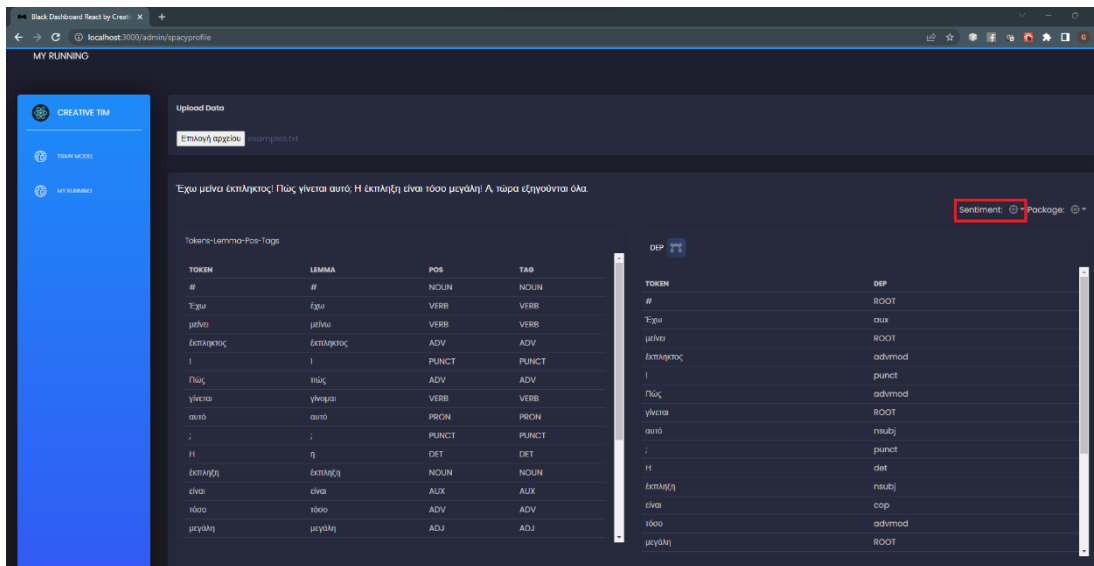 Black Dashboard React by Creati
localhost:3000/admin/spacyprofile
MY RUNNING
CREATIVE TIM
TRAIN MODEL
MY RUNNING
Upload Data
Επιλογή αρχείου examples.txt
Έχω μείνει έκπληκτος! Πώς γίνεται αυτό; Η έκπληξη είναι τόσο μεγάλη! Α, τώρα εξηγούνται όλα.
Sentiment: Package:
Tokens-Lemma-Pos-Tags
TOKEN LEMMA POS TAG
# # NOUN NOUN
Έχω έχω VERB VERB
μείνει μείνω VERB VERB
έκπληκτος έκπληκτος ADV ADV
! ! PUNCT PUNCT
Πώς πώς ADV ADV
γίνεται γίνομαι VERB VERB
αυτό αυτό PRON PRON
; ; PUNCT PUNCT
Η η DET DET
έκπληξη έκπληξη NOUN NOUN
είναι είναι AUX AUX
τόσο τόσο ADV ADV
μεγάλη μεγάλη ADJ ADJ
DEP
TOKEN DEP
# ROOT
Έχω aux
μείνει ROOT
έκπληκτος advmod
! punct
Πώς advmod
γίνεται ROOT
αυτό nsubj
; punct
Η det
έκπληξη nsubj
είναι cop
τόσο advmod
μεγάλη ROOT